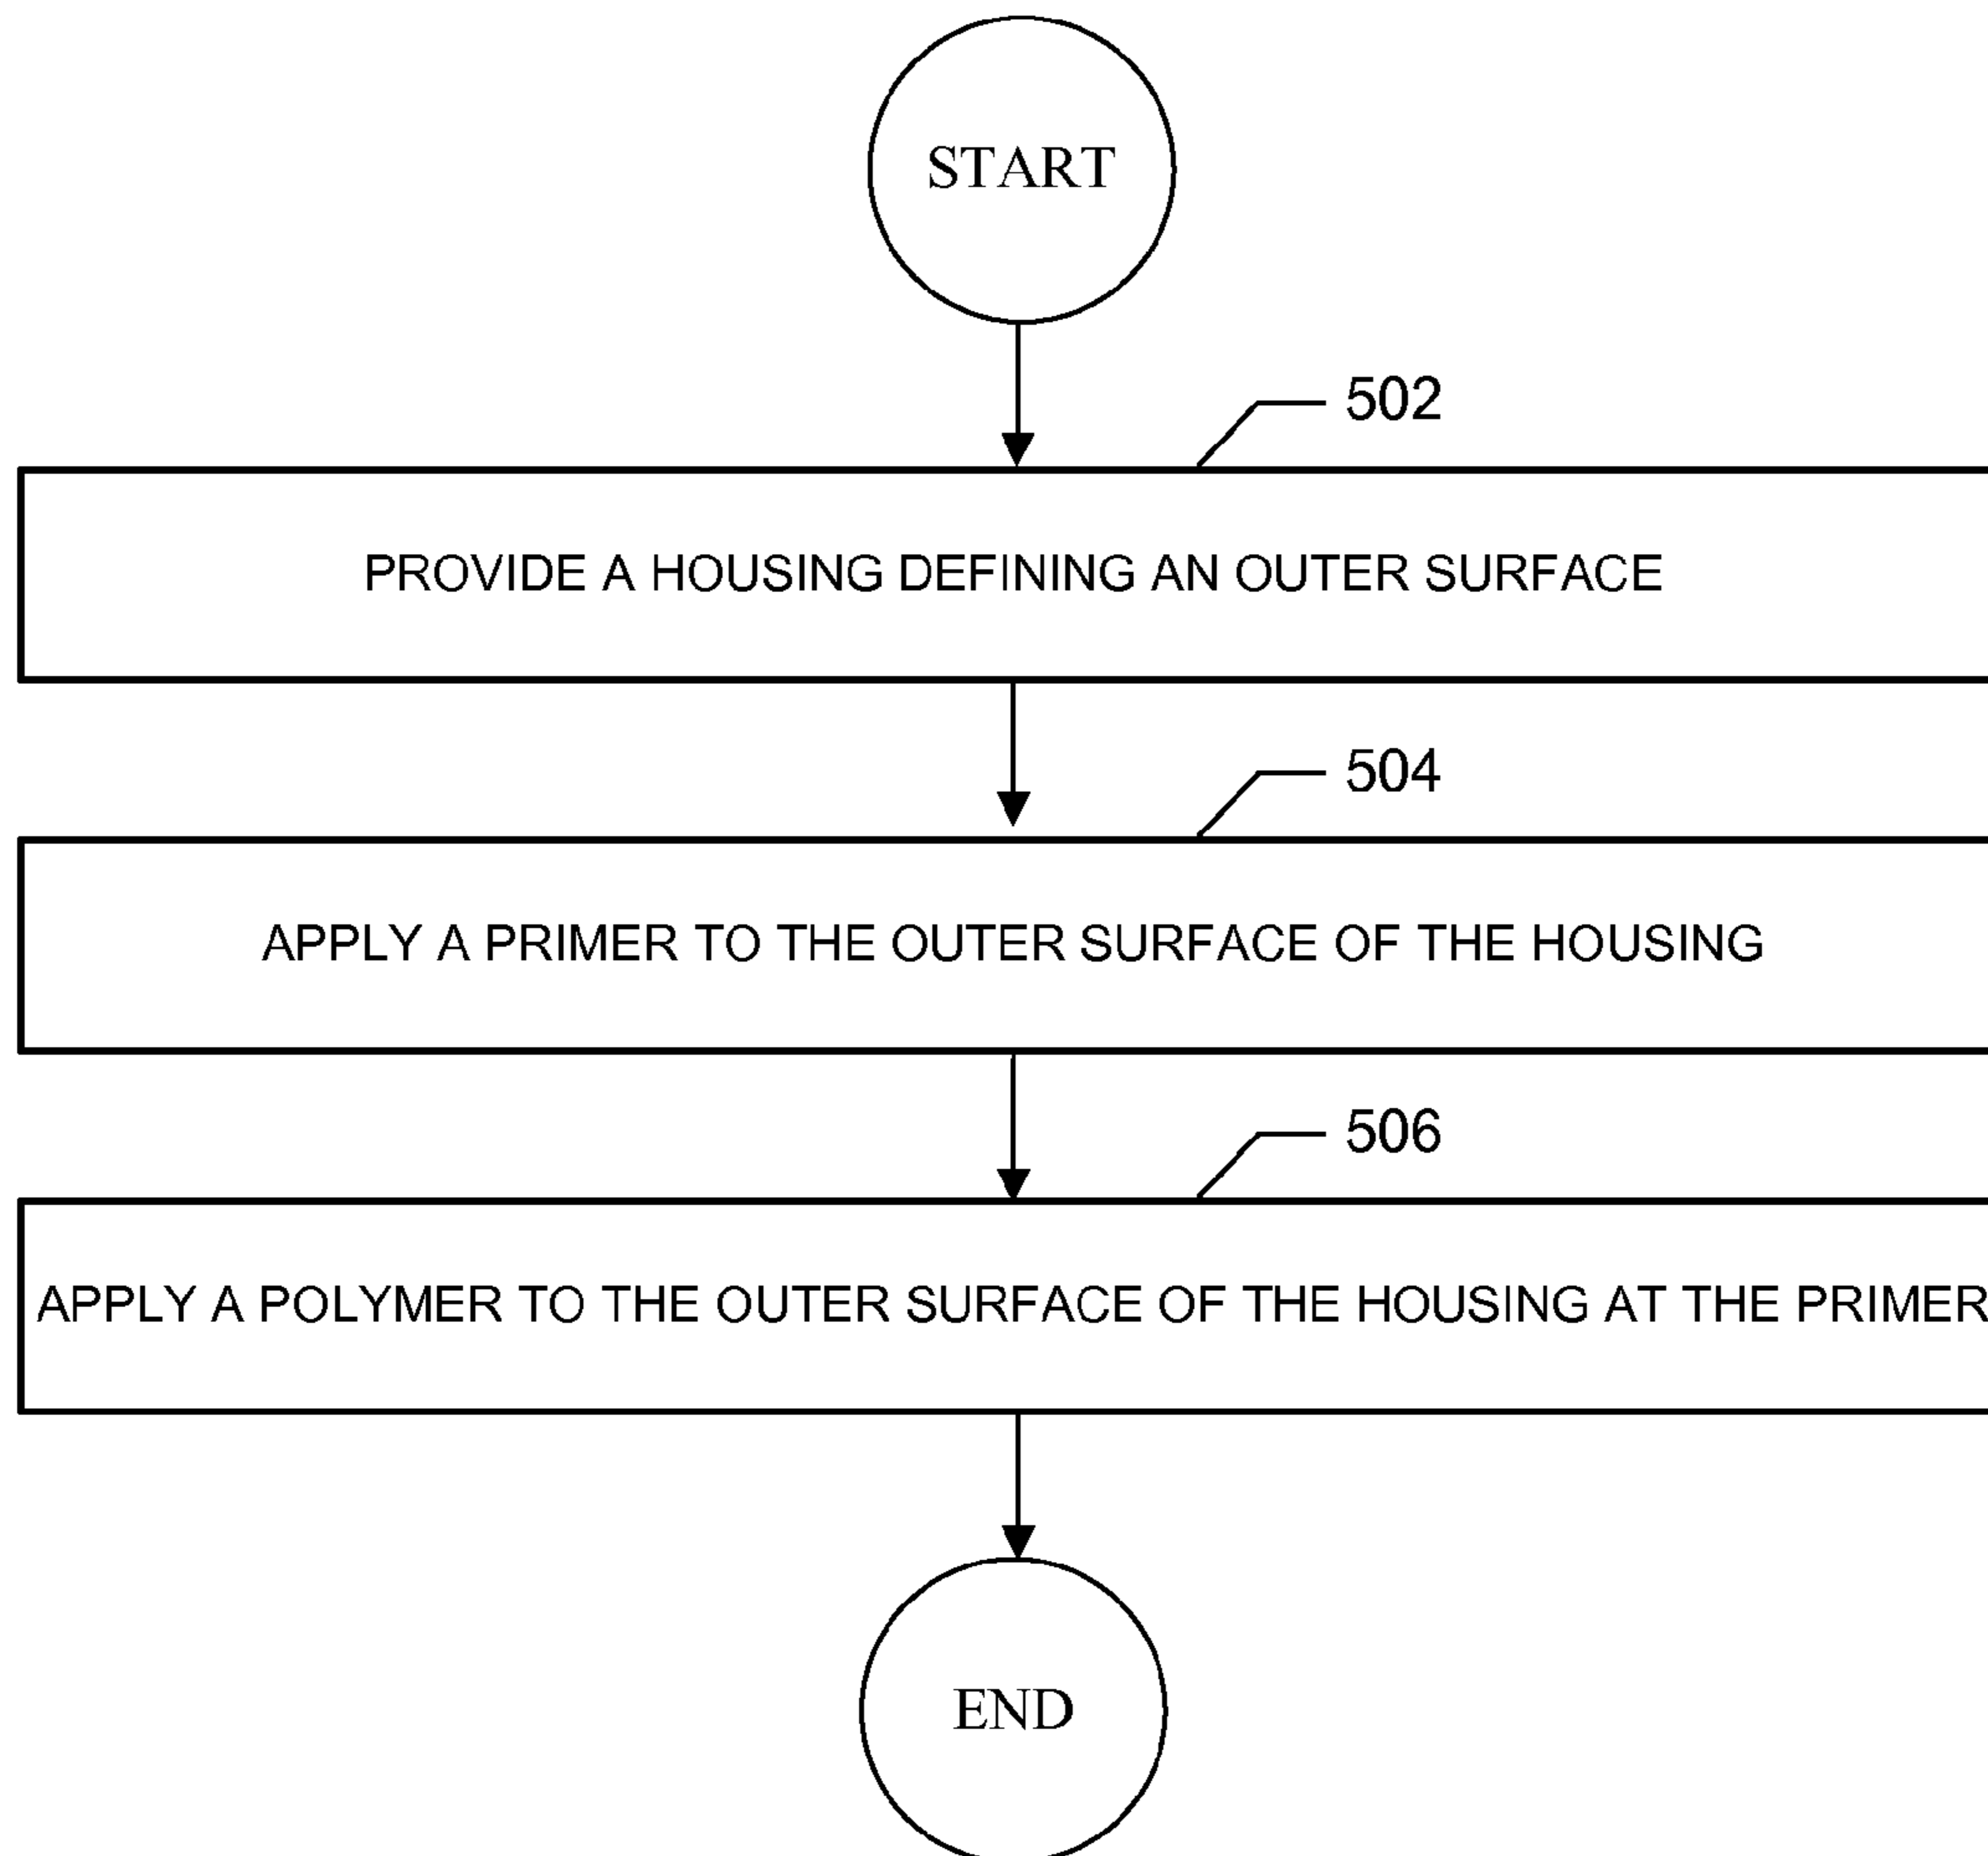 START
502
PROVIDE A HOUSING DEFINING AN OUTER SURFACE
504
APPLY A PRIMER TO THE OUTER SURFACE OF THE HOUSING
506
APPLY A POLYMER TO THE OUTER SURFACE OF THE HOUSING AT THE PRIMER
END